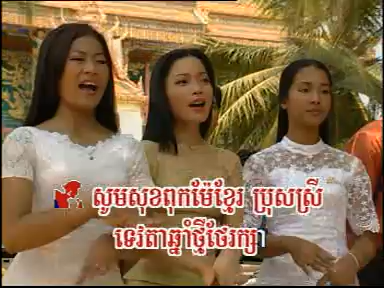 សូមសុខពុកម៉ែខ្មែរ ប្រុសស្រី
ទេវតាឆ្នាំថ្មីថែរក្សា